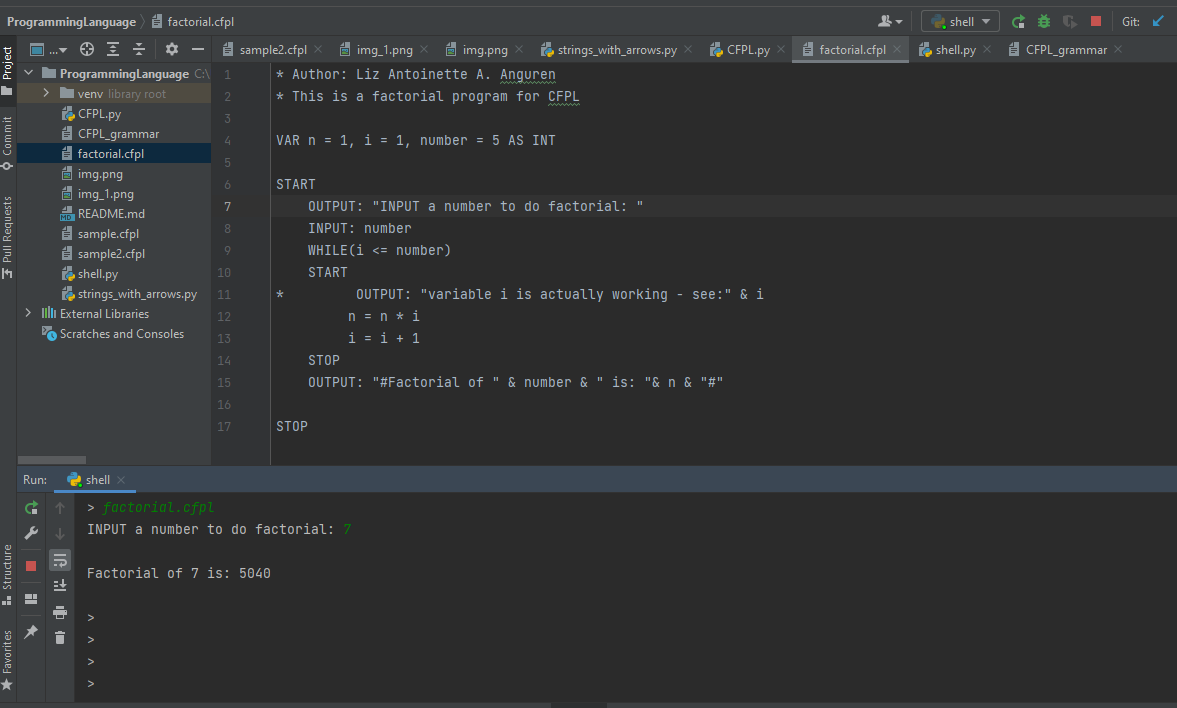 ProgrammingLanguage factorial.cfpl shell Git:
... sample2.cfpl img_1.png img.png strings_with_arrows.py CFPL.py factorial.cfpl shell.py CFPL_grammar
Project
Commit
Pull Requests
Structure
Favorites
ProgrammingLanguage C:\
venv library root
CFPL.py
CFPL_grammar
factorial.cfpl
img.png
img_1.png
README.md
sample.cfpl
sample2.cfpl
shell.py
strings_with_arrows.py
External Libraries
Scratches and Consoles
1 * Author: Liz Antoinette A. Anguren
2 * This is a factorial program for CFPL
3
4 VAR n = 1, i = 1, number = 5 AS INT
5
6 START
7 OUTPUT: "INPUT a number to do factorial: "
8 INPUT: number
9 WHILE(i <= number)
10 START
11 * OUTPUT: "variable i is actually working - see:" & i
12 n = n * i
13 i = i + 1
14 STOP
15 OUTPUT: "#Factorial of " & number & " is: "& n & "#"
16
17 STOP
Run: shell
> factorial.cfpl
INPUT a number to do factorial: 7
Factorial of 7 is: 5040
>
>
>
>